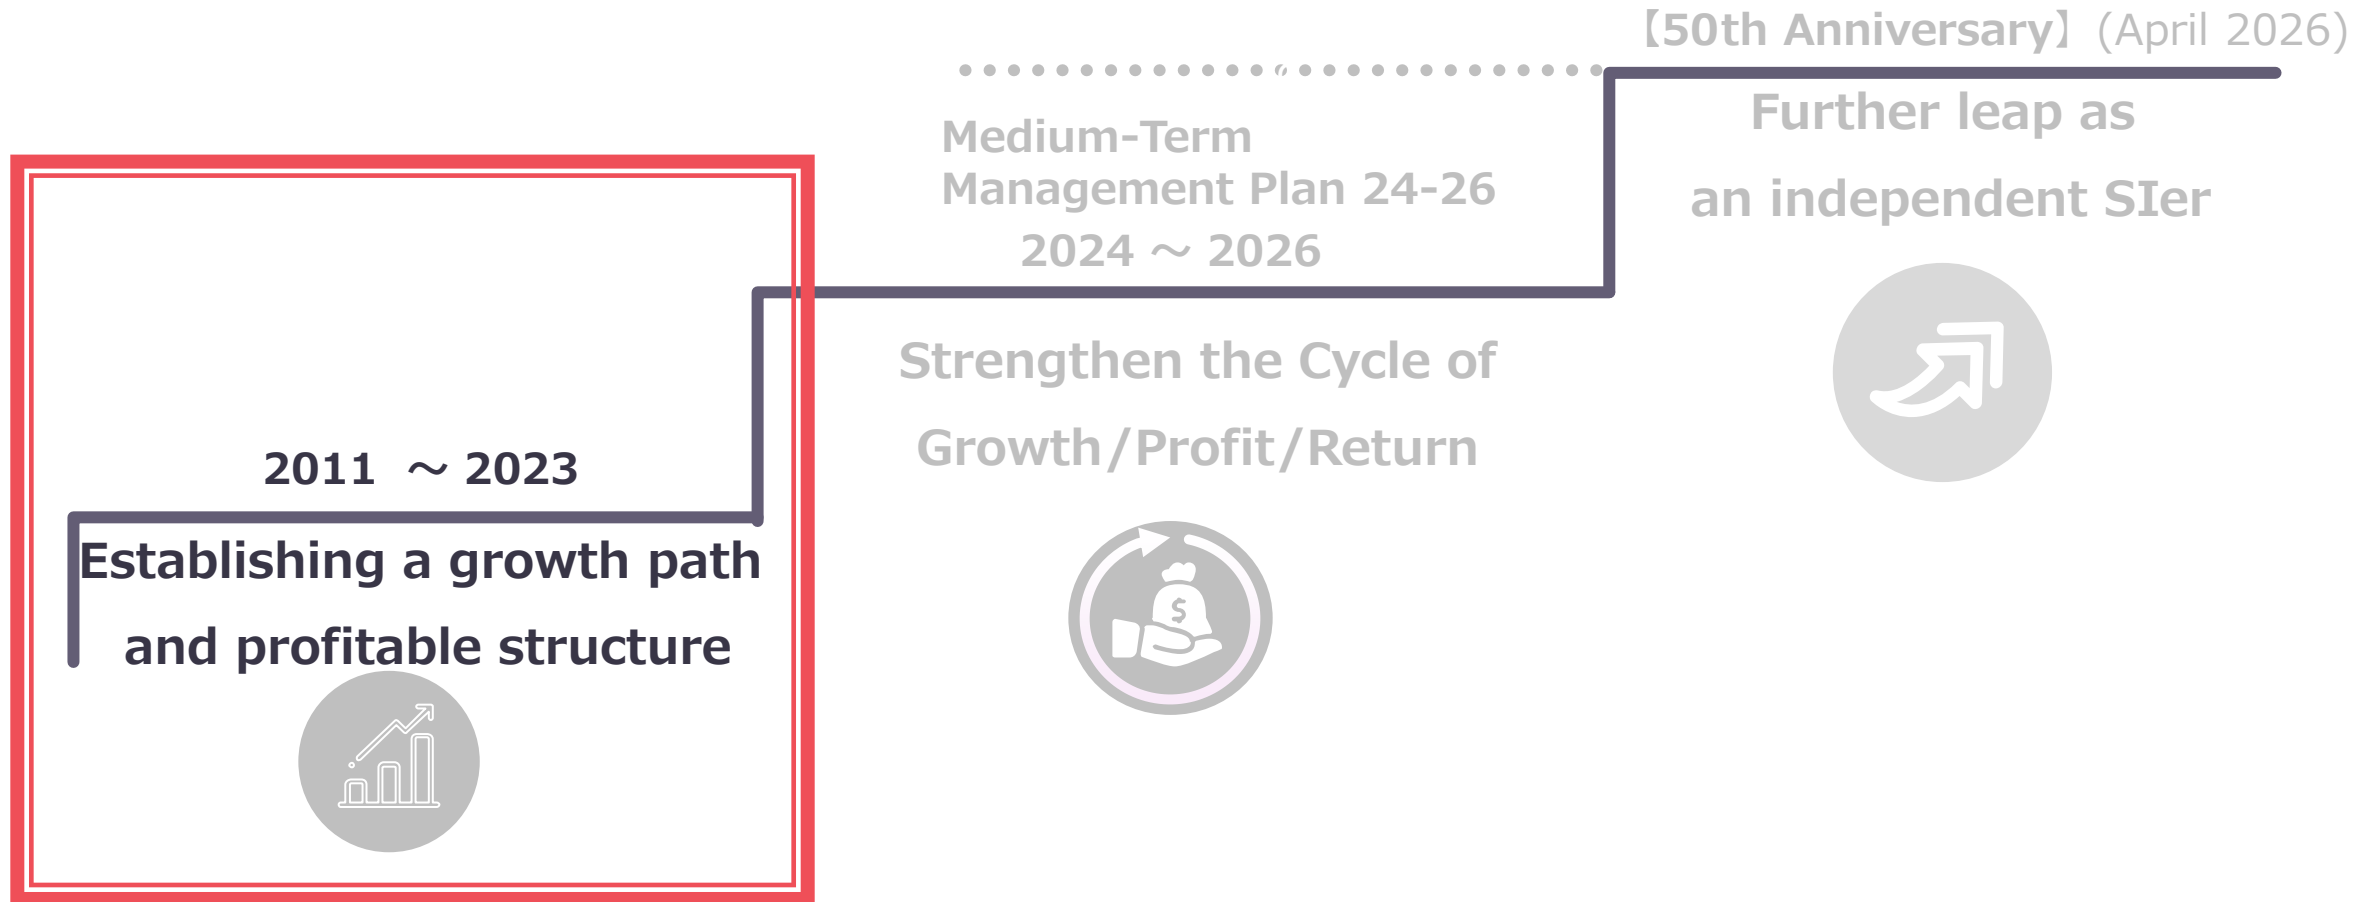 2011 ～ 2023
Establishing a growth path
and profitable structure
Medium-Term
Management Plan 24-26
2024 ～ 2026
Strengthen the Cycle of
Growth/Profit/Return
$
【50th Anniversary】 (April 2026)
Further leap as
an independent SIer